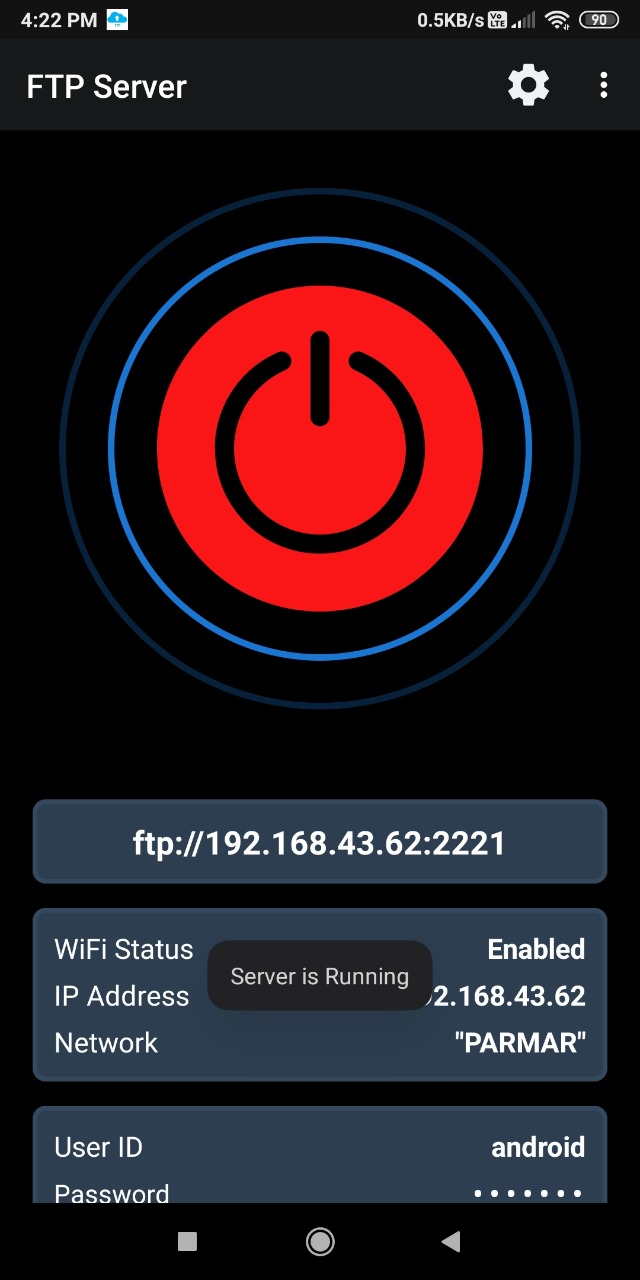 4:22 PM 0.5KB/s Vo LTE 90
FTP Server
ftp://192.168.43.62:2221
WiFi Status Enabled
Server is Running
IP Address 2.168.43.62
Network "PARMAR"
User ID android
Password •••••••